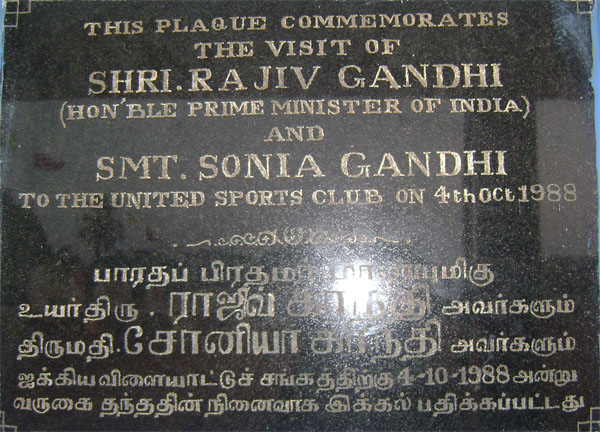 THIS PLAQUE COMMEMORATES
THE VISIT OF
SHRI. RAJIV GANDHI
(HON'BLE PRIME MINISTER OF INDIA)
AND
SMT. SONIA GANDHI
TO THE UNITED SPORTS CLUB ON 4th Oct 1988
பாரதப் பிரதமர்
உயர்திரு. ராஜீவ் காந்தி அவர்களும்
திருமதி. சோனியா காந்தி அவர்களும்
ஐக்கிய விளையாட்டுச் சங்கத்திற்கு 4-10-1988 அன்று
வருகை தந்ததின் நினைவாக இக்கல் பதிக்கப்பட்டது